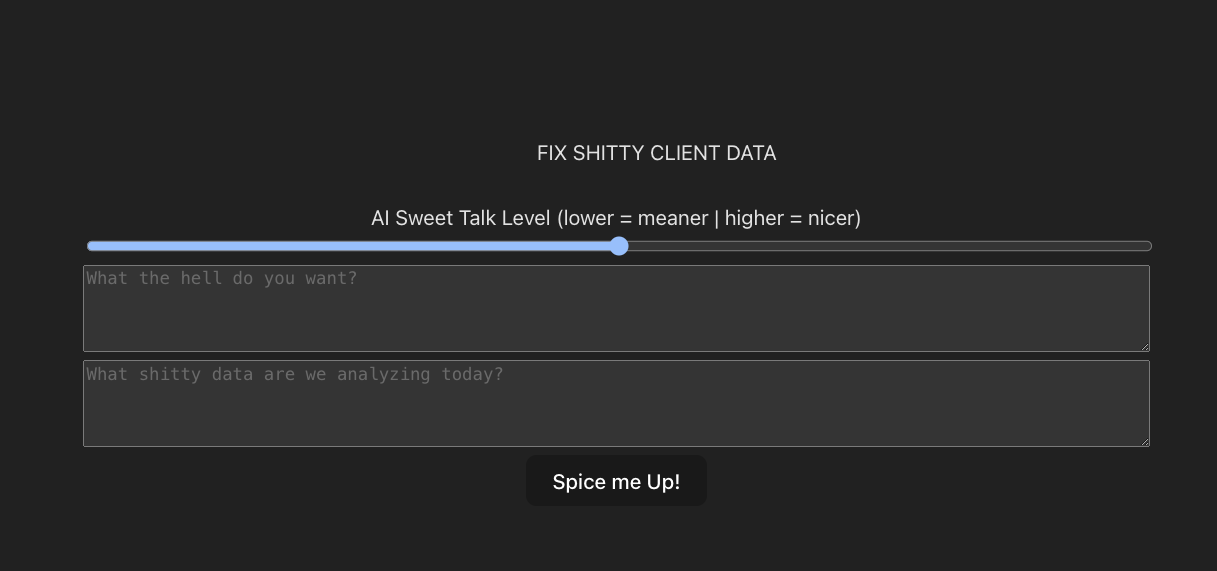 FIX SHITTY CLIENT DATA
AI Sweet Talk Level (lower = meaner | higher = nicer)
What the hell do you want?
What shitty data are we analyzing today?
Spice me Up!